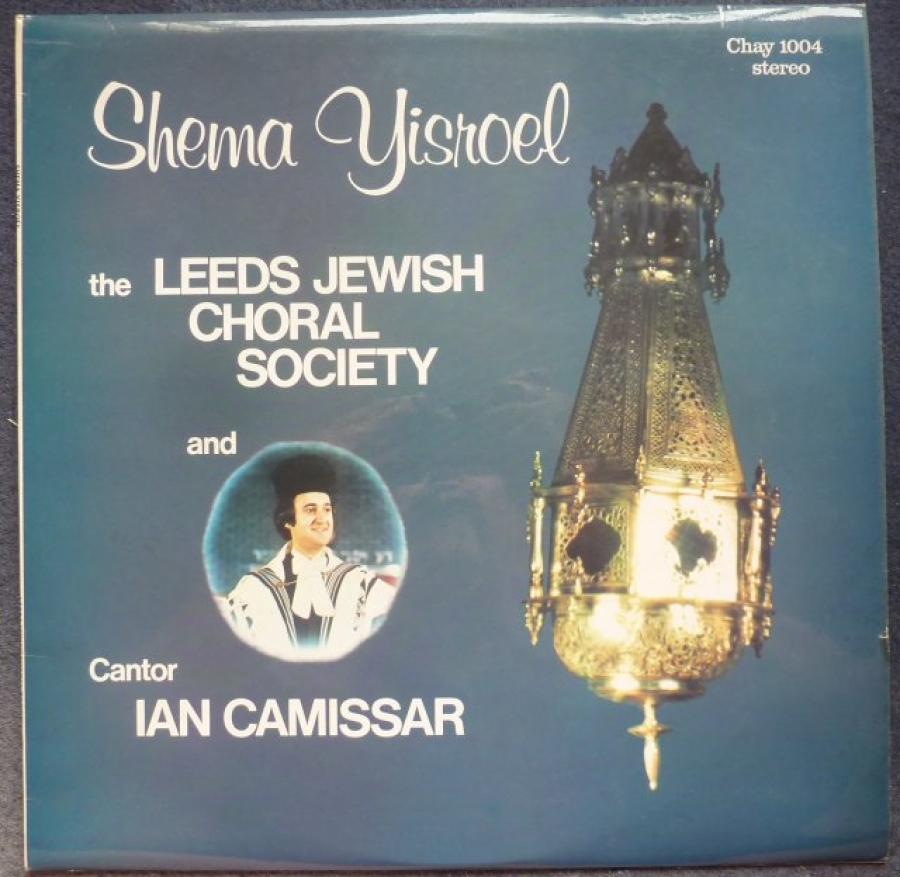 Chay 1004
stereo
Shema Yisroel
the LEEDS JEWISH
CHORAL
SOCIETY
and
Cantor
IAN CAMISSAR